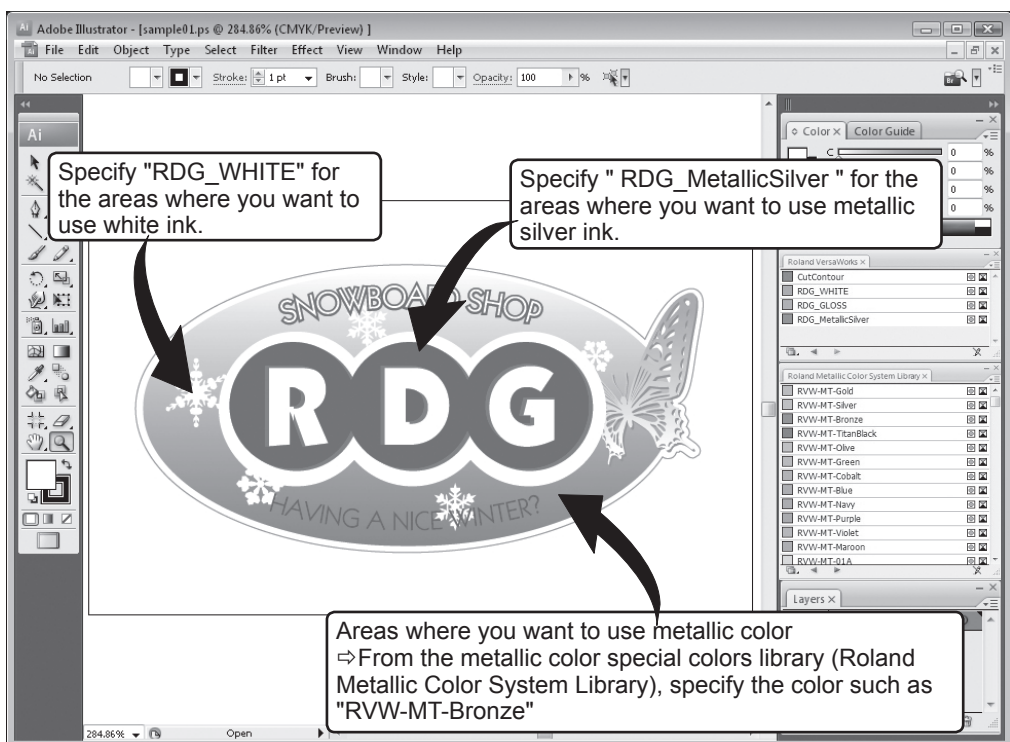 Adobe Illustrator - [sample01.ps @ 284.86% (CMYK/Preview) ]
File Edit Object Type Select Filter Effect View Window Help
No Selection Stroke: 1 pt Brush: Style: Opacity: 100 %
Ai
Color × Color Guide
C 0 %
0 %
0 %
0 %
Specify "RDG_WHITE" for
the areas where you want to
use white ink.
Specify " RDG_MetallicSilver " for the
areas where you want to use metallic
silver ink.
Roland VersaWorks ×
CutContour
RDG_WHITE
RDG_GLOSS
RDG_MetallicSilver
SNOWBOARD SHOP
RDG
HAVING A NICE WINTER?
Roland Metallic Color System Library ×
RVW-MT-Gold
RVW-MT-Silver
RVW-MT-Bronze
RVW-MT-TitanBlack
RVW-MT-Olive
RVW-MT-Green
RVW-MT-Cobalt
RVW-MT-Blue
RVW-MT-Navy
RVW-MT-Purple
RVW-MT-Violet
RVW-MT-Maroon
RVW-MT-01A
Layers ×
Areas where you want to use metallic color
⇨From the metallic color special colors library (Roland
Metallic Color System Library), specify the color such as
"RVW-MT-Bronze"
284.86% Open